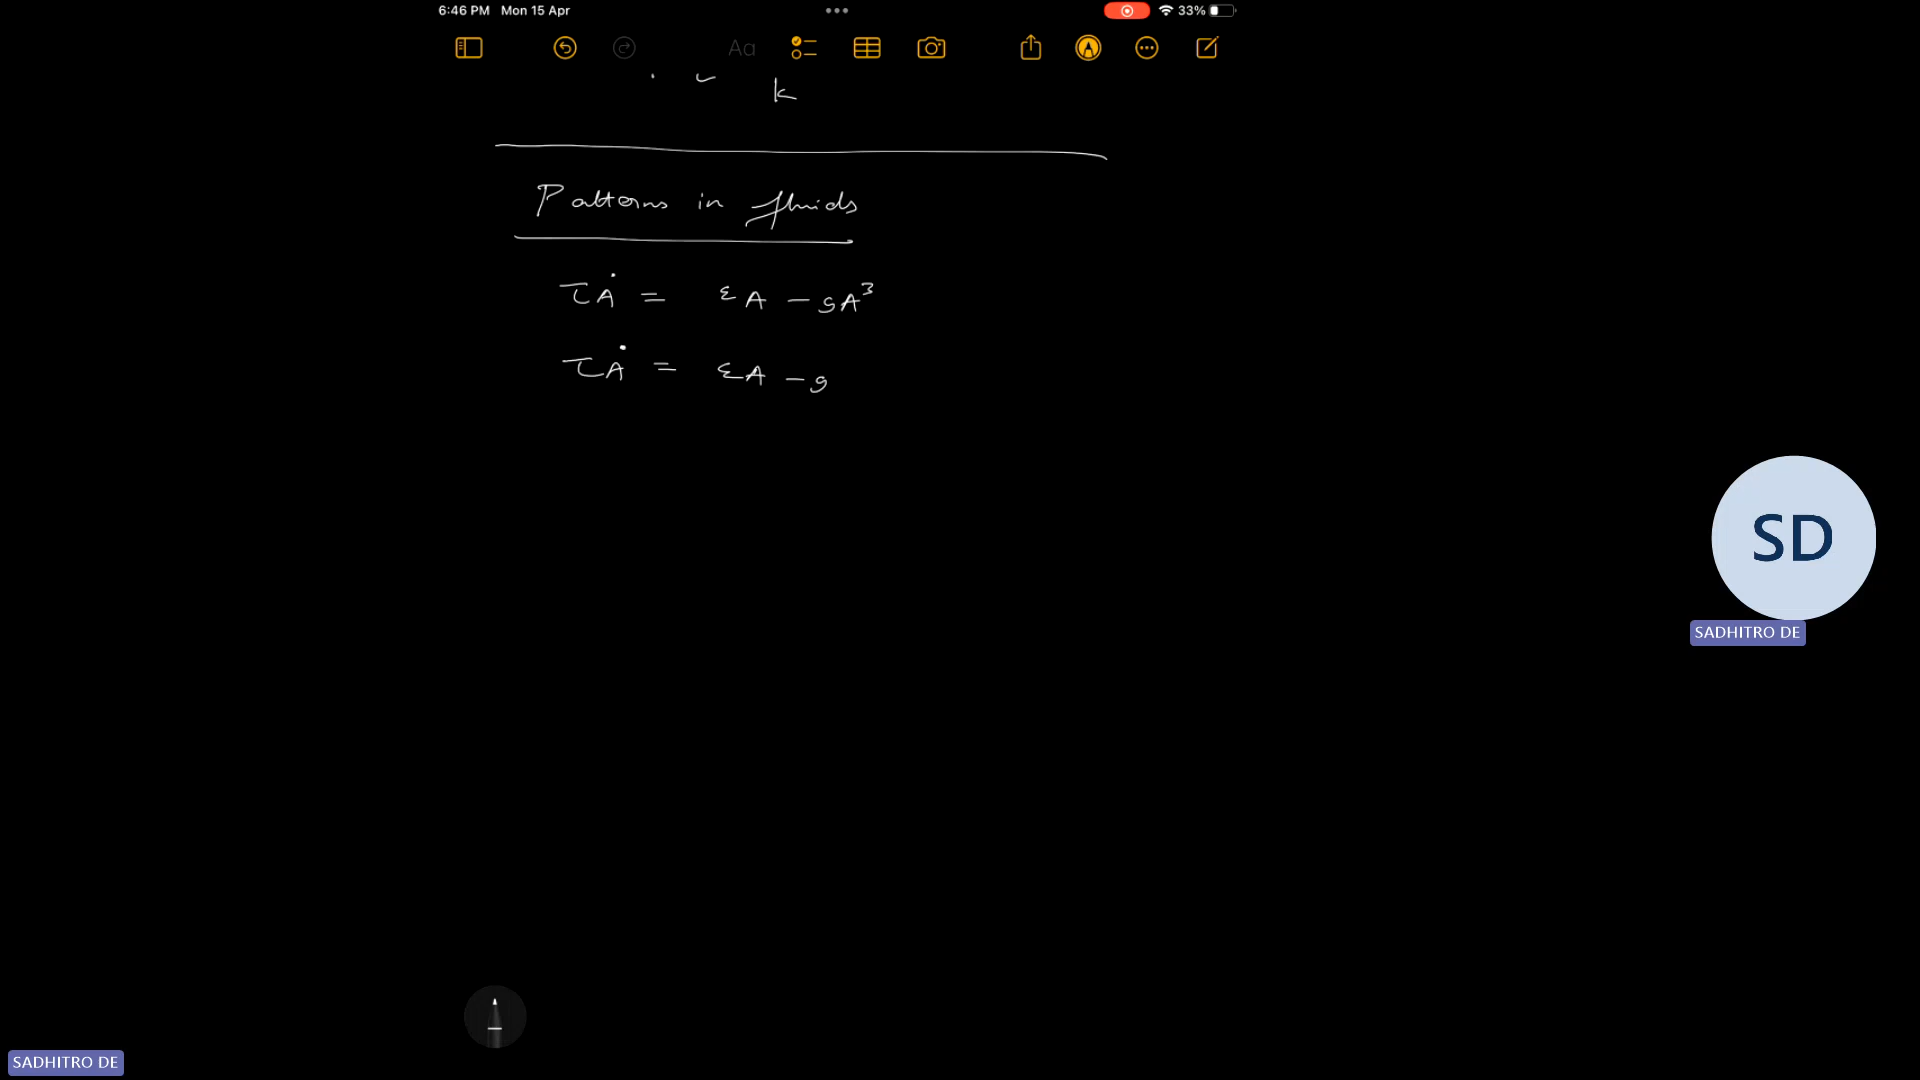 6:46 PM Mon 15 Apr
33%
Aa
k
Patterns in fluids
τȦ = εA - gA³
τȦ = εA - g
SD
SADHITRO DE
SADHITRO DE